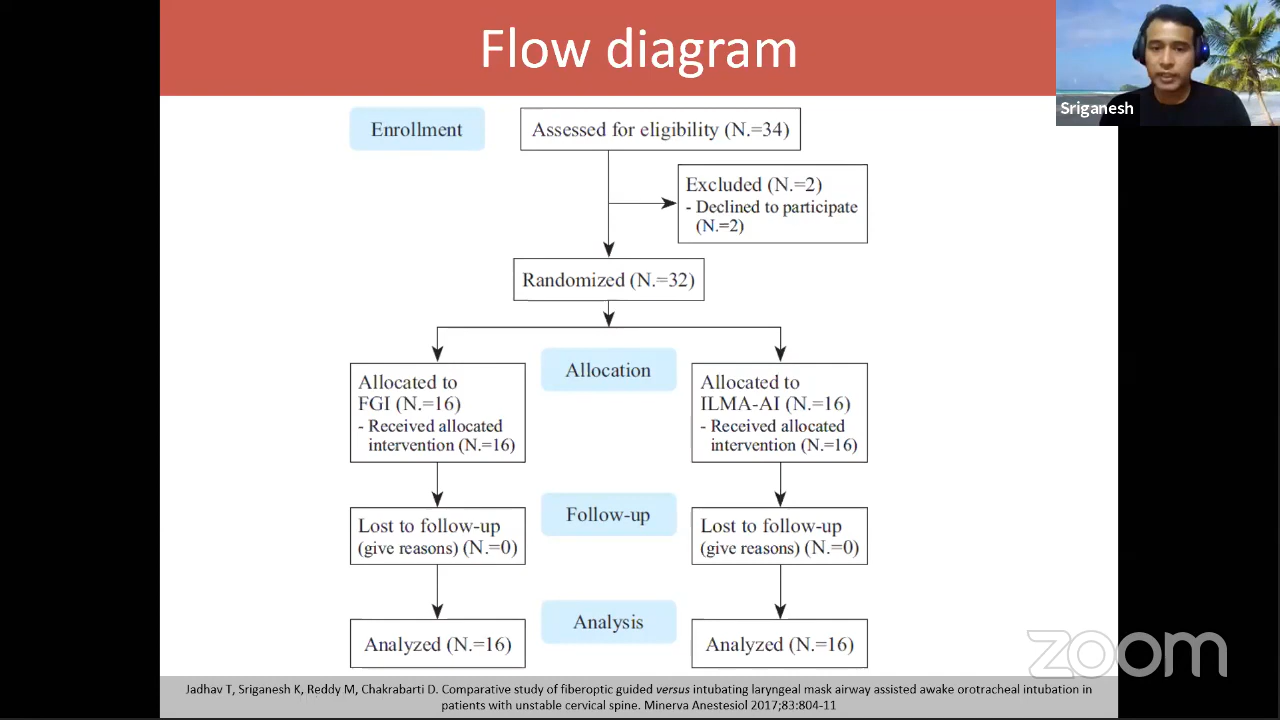 Flow diagram
Sriganesh
Enrollment
Assessed for eligibility (N.=34)
Excluded (N.=2)
- Declined to participate
(N.=2)
Randomized (N.=32)
Allocation
Allocated to
FGI (N.=16)
- Received allocated
intervention (N.=16)
Allocated to
ILMA-AI (N.=16)
- Received allocated
intervention (N.=16)
Follow-up
Lost to follow-up
(give reasons) (N.=0)
Lost to follow-up
(give reasons) (N.=0)
Analysis
Analyzed (N.=16)
Analyzed (N.=16)
zoom
Jadhav T, Sriganesh K, Reddy M, Chakrabarti D. Comparative study of fiberoptic guided versus intubating laryngeal mask airway assisted awake orotracheal intubation in
patients with unstable cervical spine. Minerva Anestesiol 2017;83:804-11